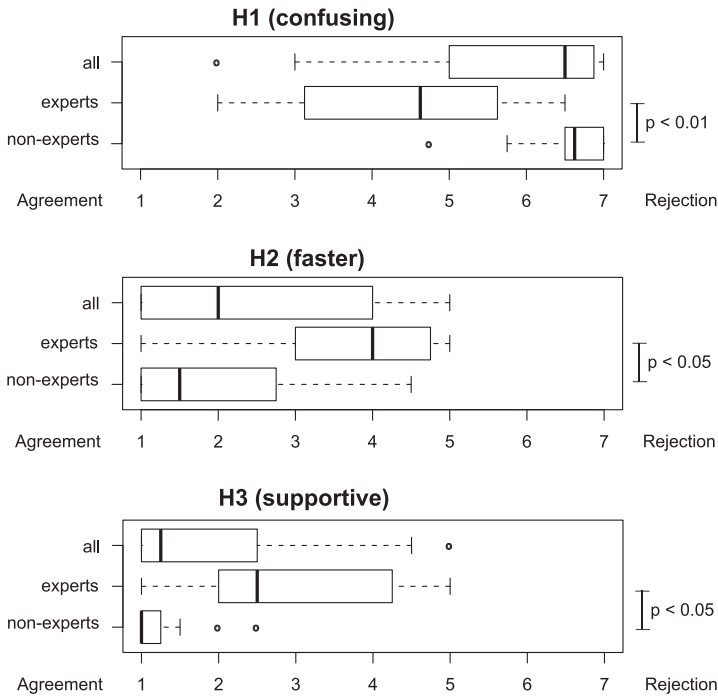 H1 (confusing)
all
experts
non-experts
p < 0.01
Agreement 1 2 3 4 5 6 7 Rejection
H2 (faster)
all
experts
non-experts
p < 0.05
Agreement 1 2 3 4 5 6 7 Rejection
H3 (supportive)
all
experts
non-experts
p < 0.05
Agreement 1 2 3 4 5 6 7 Rejection